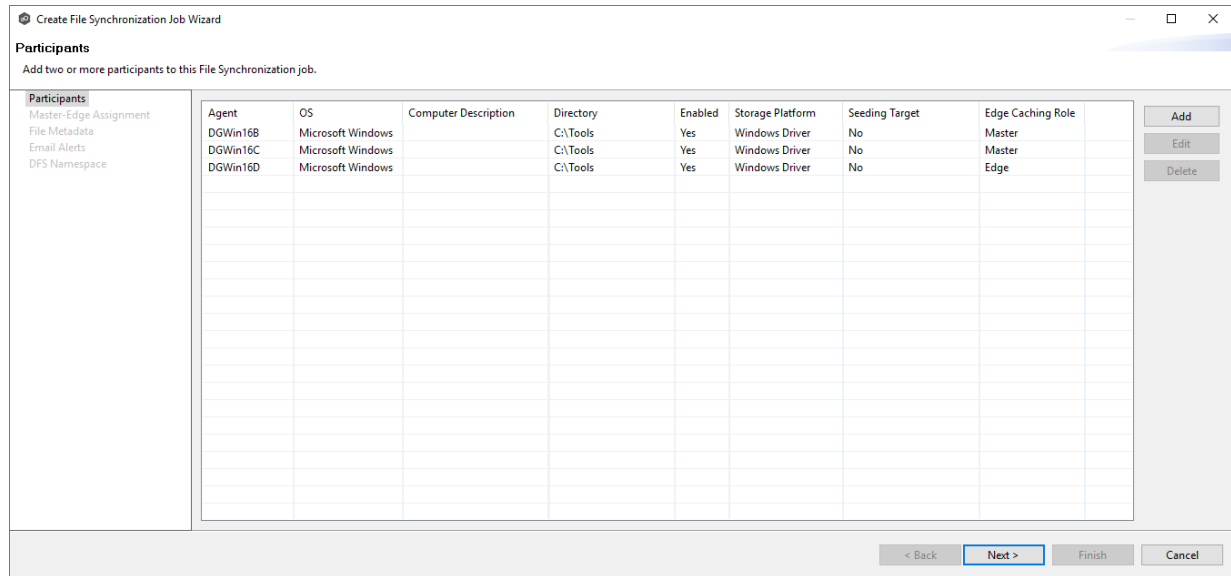 Create File Synchronization Job Wizard
Participants
Add two or more participants to this File Synchronization job.
Participants
Master-Edge Assignment
File Metadata
Email Alerts
DFS Namespace
Agent OS Computer Description Directory Enabled Storage Platform Seeding Target Edge Caching Role
DGWin16B Microsoft Windows C:\Tools Yes Windows Driver No Master
DGWin16C Microsoft Windows C:\Tools Yes Windows Driver No Master
DGWin16D Microsoft Windows C:\Tools Yes Windows Driver No Edge
Add
Edit
Delete
< Back Next > Finish Cancel